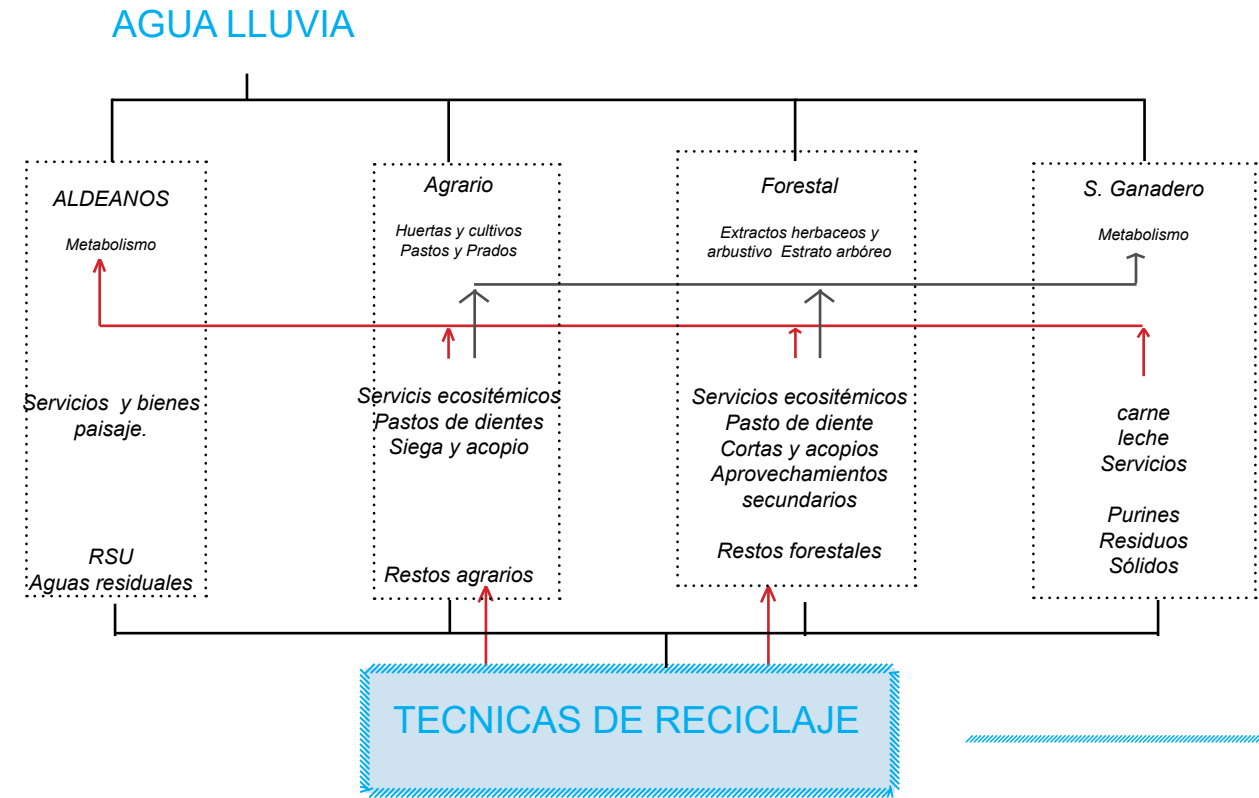 AGUA LLUVIA
ALDEANOS
Metabolismo
Servicios y bienes
paisaje.
RSU
Aguas residuales
Agrario
Huertas y cultivos
Pastos y Prados
Servicis ecositémicos
Pastos de dientes
Siega y acopio
Restos agrarios
Forestal
Extractos herbaceos y
arbustivo Estrato arbóreo
Servicios ecositémicos
Pasto de diente
Cortas y acopios
Aprovechamientos
secundarios
Restos forestales
S. Ganadero
Metabolismo
carne
leche
Servicios
Purines
Residuos
Sólidos
TECNICAS DE RECICLAJE